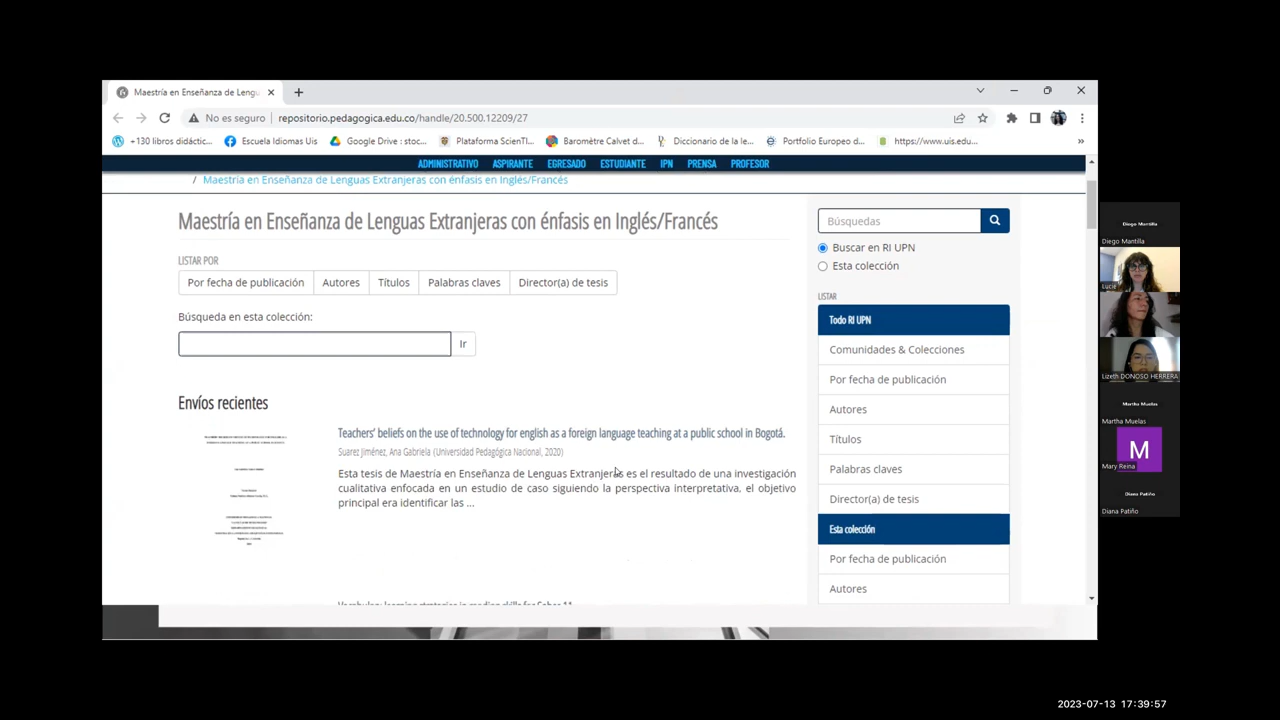 Maestría en Enseñanza de Lengu
No es seguro
repositorio.pedagogica.edu.co/handle/20.500.12209/27
+130 libros didáctic...
Escuela Idiomas Uis
Google Drive : stoc...
Plataforma ScienTI...
Baromètre Calvet d...
Diccionario de la le...
Portfolio Europeo d...
https://www.uis.edu...
»
ADMINISTRATIVO ASPIRANTE EGRESADO ESTUDIANTE IPN PRENSA PROFESOR
/ Maestría en Enseñanza de Lenguas Extranjeras con énfasis en Inglés/Francés
Maestría en Enseñanza de Lenguas Extranjeras con énfasis en Inglés/Francés
LISTAR POR
Por fecha de publicación Autores Títulos Palabras claves Director(a) de tesis
Búsqueda en esta colección:
Ir
Envíos recientes
Teachers' beliefs on the use of technology for english as a foreign language teaching at a public school in Bogotá.
Suarez Jiménez, Ana Gabriela (Universidad Pedagógica Nacional, 2020)
Esta tesis de Maestría en Enseñanza de Lenguas Extranjeras es el resultado de una investigación
cualitativa enfocada en un estudio de caso siguiendo la perspectiva interpretativa, el objetivo
principal era identificar las ...
Búsquedas
Buscar en RI UPN
Esta colección
LISTAR
Todo RI UPN
Comunidades & Colecciones
Por fecha de publicación
Autores
Títulos
Palabras claves
Director(a) de tesis
Esta colección
Por fecha de publicación
Autores
Diego Mantilla
Diego Mantilla
Lucie
Lizeth DONOSO HERRERA
Martha Muelas
Martha Muelas
M
Mary Reina
Diana Patiño
Diana Patiño
2023-07-13 17:39:57